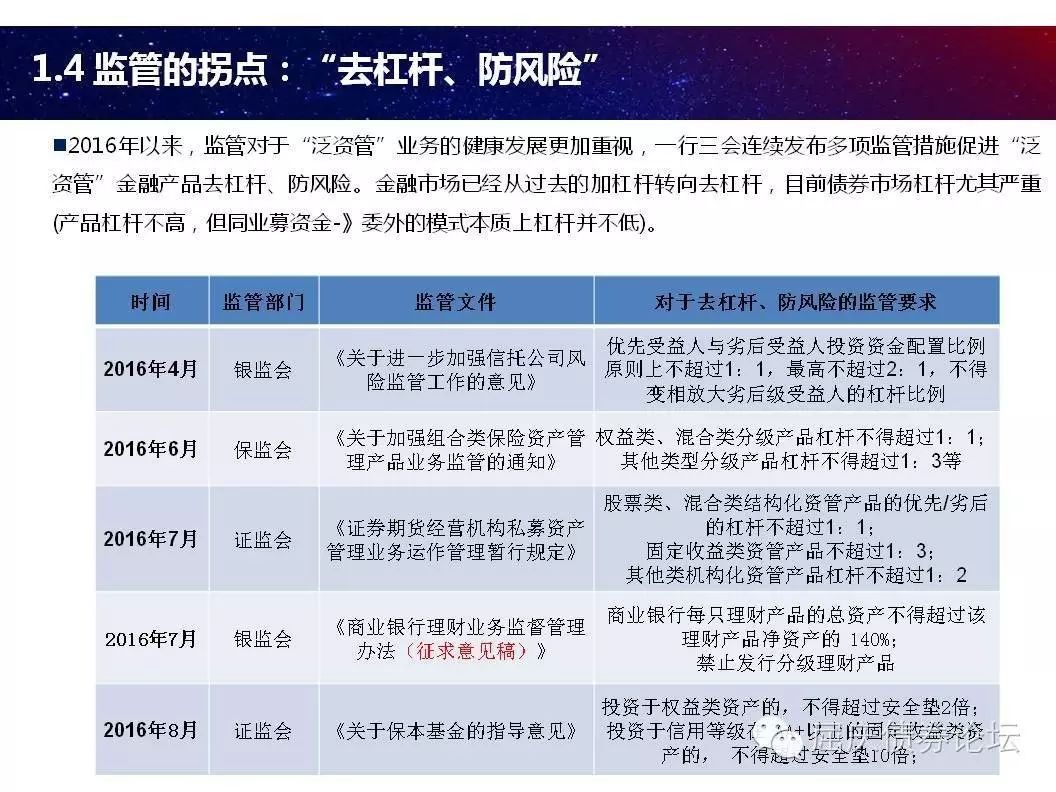 1.4 监管的拐点：“去杠杆、防风险”
■2016年以来，监管对于“泛资管”业务的健康发展更加重视，一行三会连续发布多项监管措施促进“泛
资管”金融产品去杠杆、防风险。金融市场已经从过去的加杠杆转向去杠杆，目前债券市场杠杆尤其严重
(产品杠杆不高，但同业募资金-》委外的模式本质上杠杆并不低)。
时间 监管部门 监管文件 对于去杠杆、防风险的监管要求
2016年4月 银监会
《关于进一步加强信托公司风
险监管工作的意见》
优先受益人与劣后受益人投资资金配置比例
原则上不超过1：1，最高不超过2：1，不得
变相放大劣后级受益人的杠杆比例
2016年6月 保监会
《关于加强组合类保险资产管
理产品业务监管的通知》
权益类、混合类分级产品杠杆不得超过1：1；
其他类型分级产品杠杆不得超过1：3等
2016年7月 证监会
《证券期货经营机构私募资产
管理业务运作管理暂行规定》
股票类、混合类结构化资管产品的优先/劣后
的杠杆不超过1：1；
固定收益类资管产品不超过1：3；
其他类机构化资管产品杠杆不超过1：2
2016年7月 银监会
《商业银行理财业务监督管理
办法（征求意见稿）》
商业银行每只理财产品的总资产不得超过该
理财产品净资产的 140%；
禁止发行分级理财产品
2016年8月 证监会
《关于保本基金的指导意见》
投资于权益类资产的，不得超过安全垫2倍；
投资于信用等级在 +以上的固定收益类资
产的， 不得超过安全垫10倍；
债券论坛